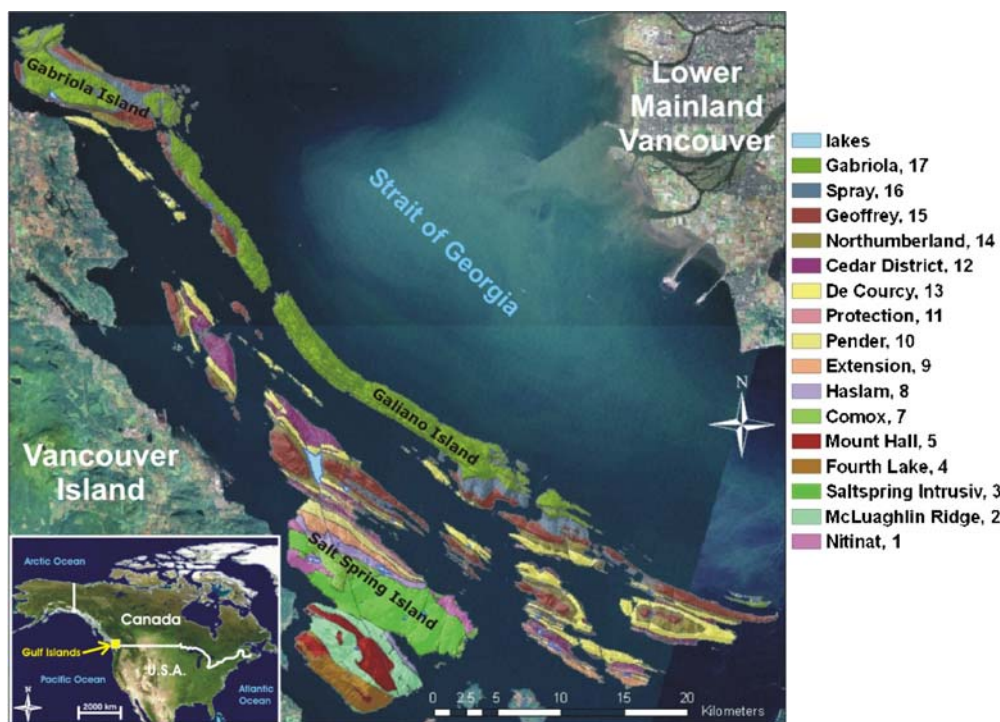 Gabriola Island
Lower
Mainland
Vancouver
Strait of Georgia
Galiano Island
Vancouver
Island
Salt Spring Island
N
lakes
Gabriola, 17
Spray, 16
Geoffrey, 15
Northumberland, 14
Cedar District, 12
De Courcy, 13
Protection, 11
Pender, 10
Extension, 9
Haslam, 8
Comox, 7
Mount Hall, 5
Fourth Lake, 4
Saltspring Intrusiv, 3
McLuaghlin Ridge, 2
Nitinat, 1
Arctic Ocean
Canada
Gulf Islands
U.S.A.
Pacific Ocean
Atlantic
Ocean
N
2000 km
0 2.5 5 10 15 20
Kilometers